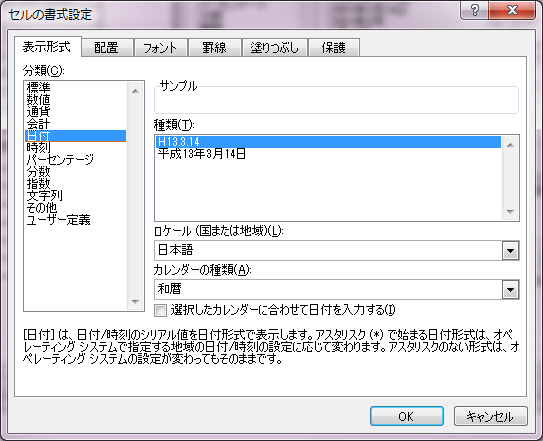 セルの書式設定
表示形式 配置 フォント 罫線 塗りつぶし 保護
分類(C):
標準
数値
通貨
会計
日付
時刻
パーセンテージ
分数
指数
文字列
その他
ユーザー定義
サンプル
種類(T):
H13.3.14
平成13年3月14日
ロケール (国または地域)(L):
日本語
カレンダーの種類(A):
和暦
選択したカレンダーに合わせて日付を入力する(I)
[日付] は、日付/時刻のシリアル値を日付形式で表示します。アスタリスク (*) で始まる日付形式は、オペ
レーティング システムで指定する地域の日付/時刻の設定に応じて変わります。アスタリスクのない形式は、オ
ペレーティング システムの設定が変わってもそのままです。
OK キャンセル